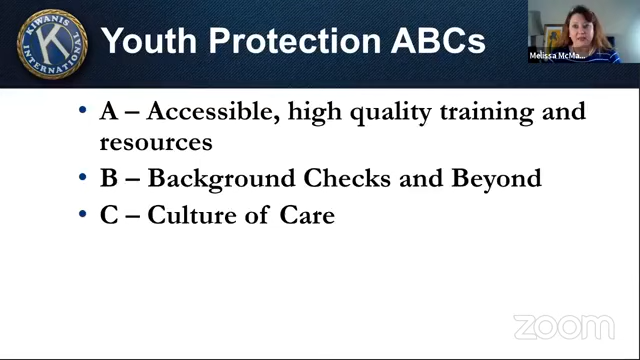 KIWANIS
K
INTERNATIONAL
Youth Protection ABCs
Melissa McMa...
• A – Accessible, high quality training and
resources
• B – Background Checks and Beyond
• C – Culture of Care
zoom